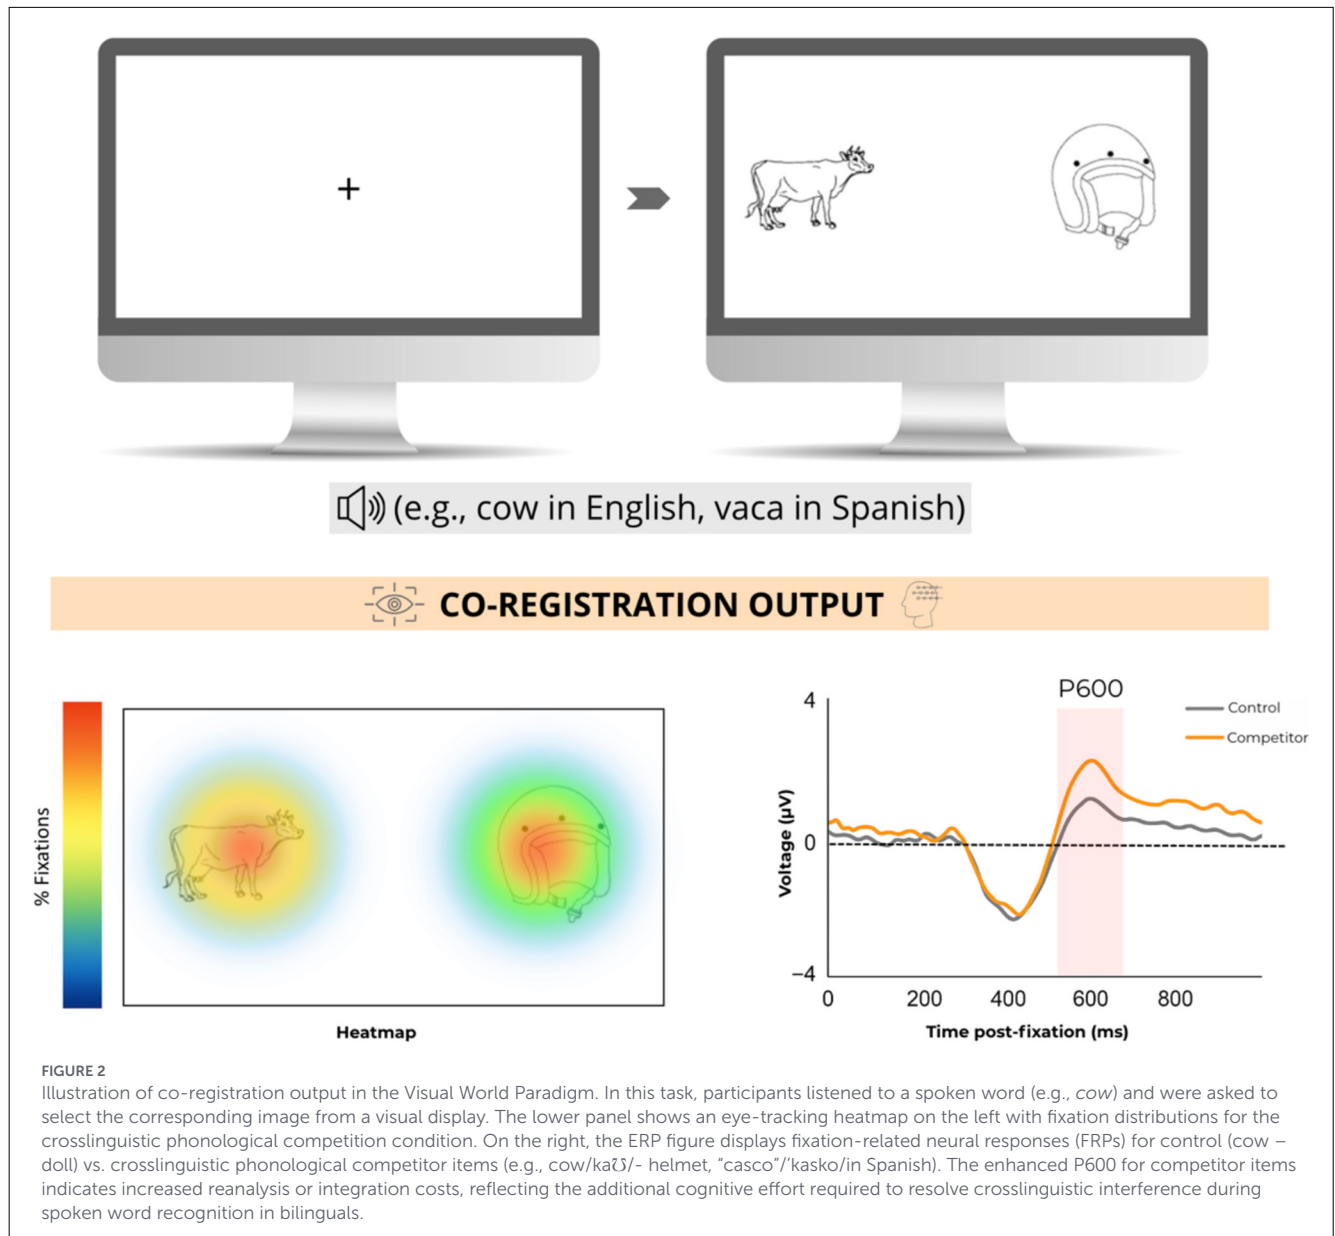 +
(e.g., cow in English, vaca in Spanish)
CO-REGISTRATION OUTPUT
% Fixations
Heatmap
P600
Control
Competitor
4
0
−4
Voltage (μV)
0 200 400 600 800
Time post-fixation (ms)
FIGURE 2
Illustration of co-registration output in the Visual World Paradigm. In this task, participants listened to a spoken word (e.g., cow) and were asked to
select the corresponding image from a visual display. The lower panel shows an eye-tracking heatmap on the left with fixation distributions for the
crosslinguistic phonological competition condition. On the right, the ERP figure displays fixation-related neural responses (FRPs) for control (cow –
doll) vs. crosslinguistic phonological competitor items (e.g., cow/kaƱ/- helmet, “casco”/'kasko/in Spanish). The enhanced P600 for competitor items
indicates increased reanalysis or integration costs, reflecting the additional cognitive effort required to resolve crosslinguistic interference during
spoken word recognition in bilinguals.